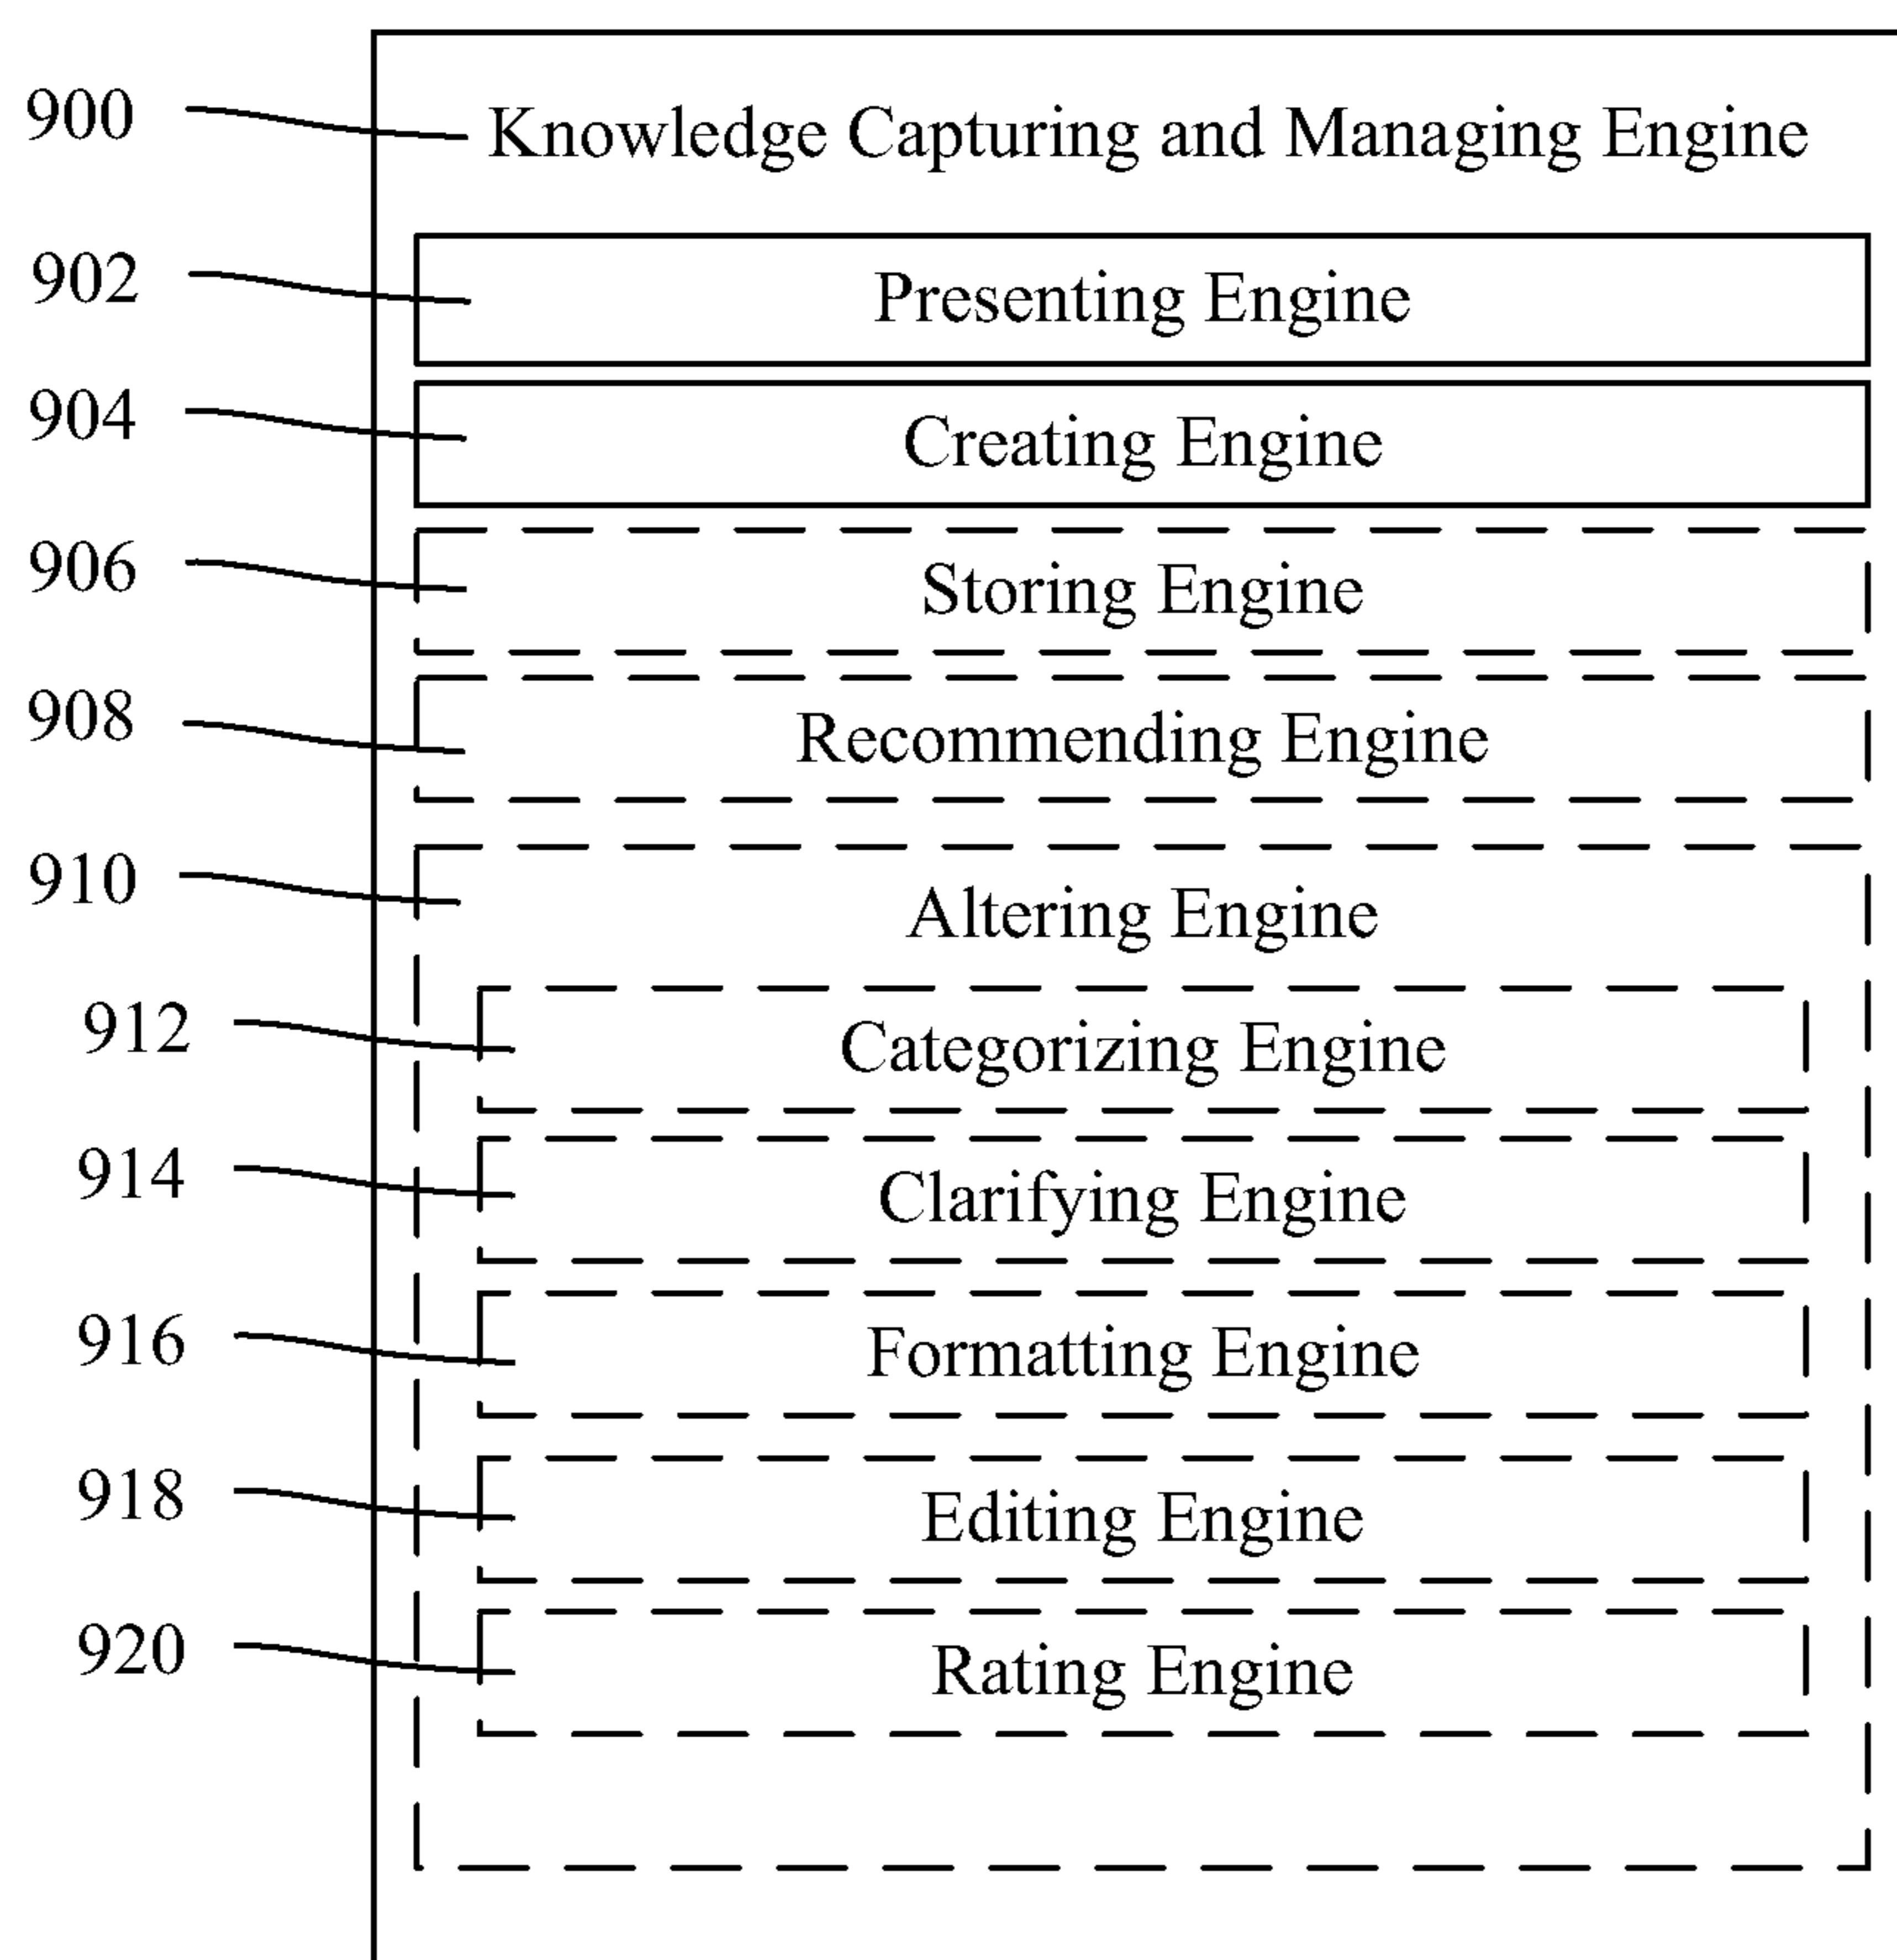 900 Knowledge Capturing and Managing Engine
902 Presenting Engine
904 Creating Engine
906 Storing Engine
908 Recommending Engine
910 Altering Engine
912 Categorizing Engine
914 Clarifying Engine
916 Formatting Engine
918 Editing Engine
920 Rating Engine